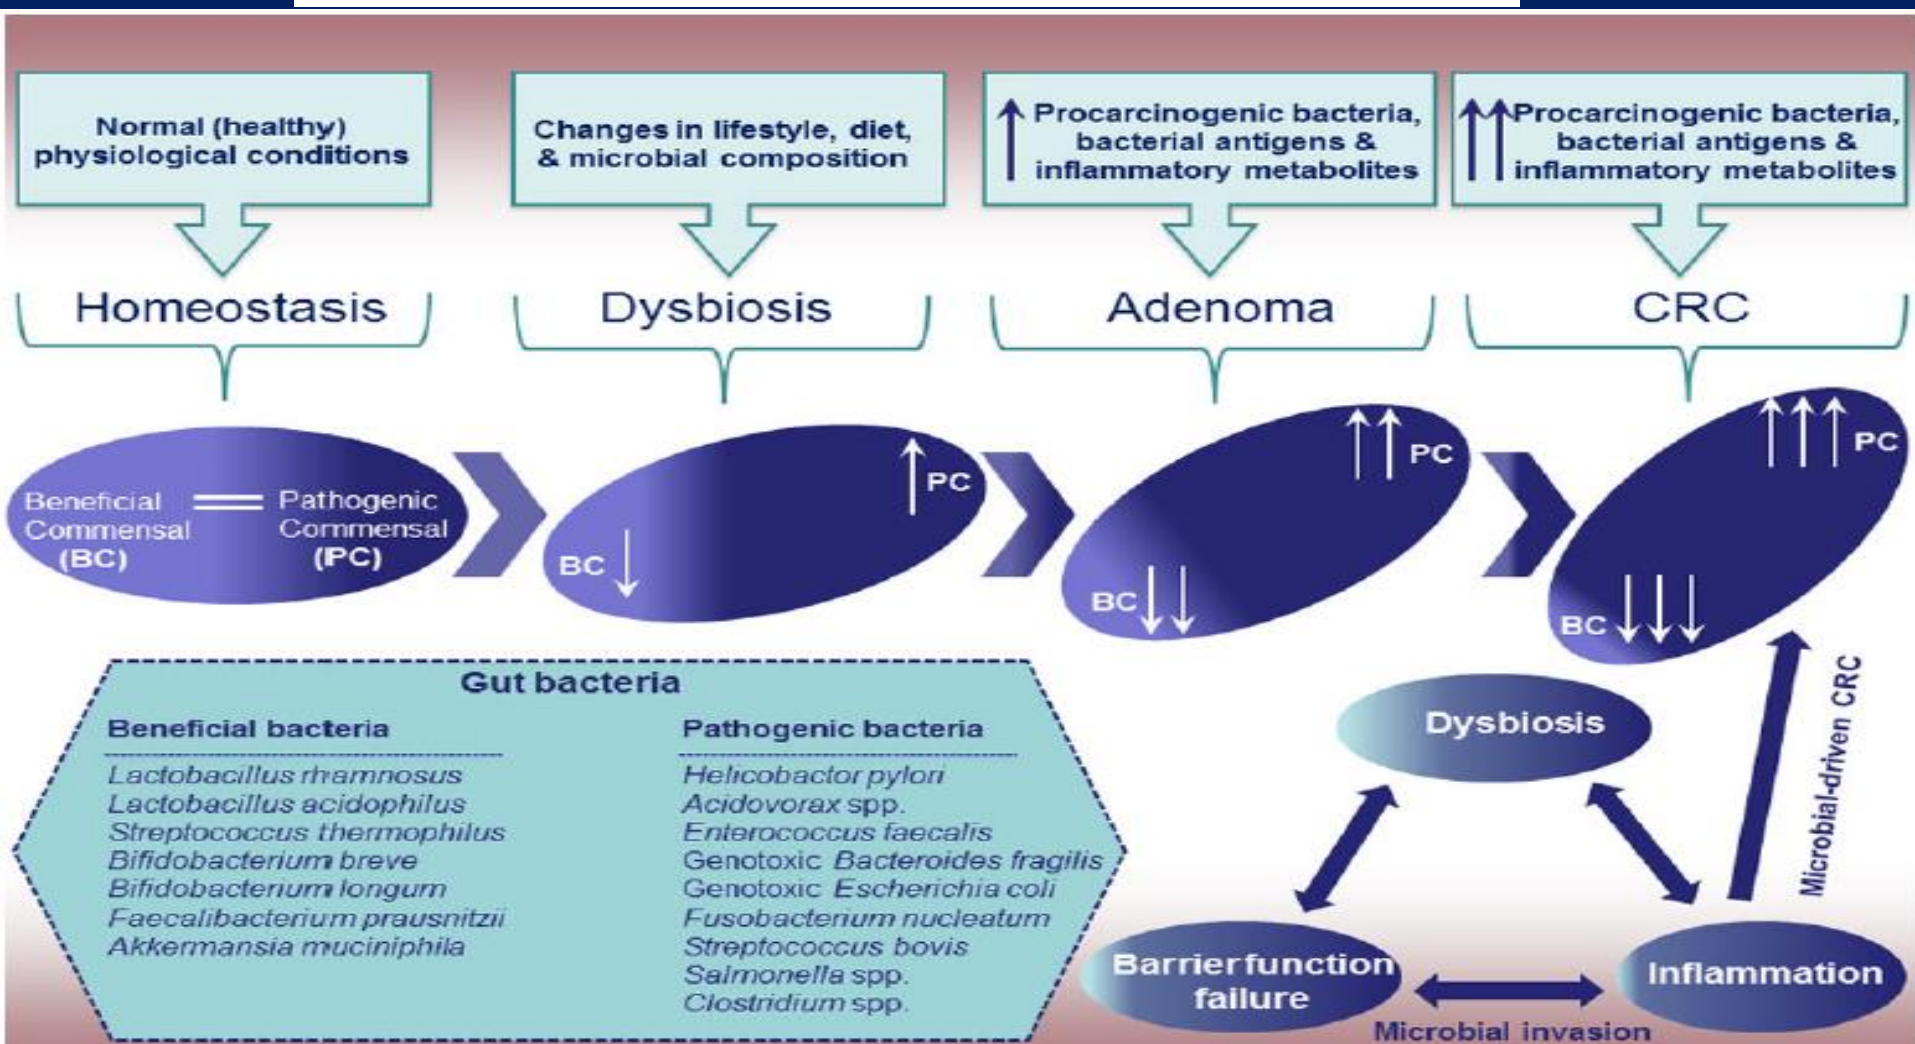 Normal (healthy)
physiological conditions
Changes in lifestyle, diet,
& microbial composition
Procarcinogenic bacteria,
bacterial antigens &
inflammatory metabolites
Procarcinogenic bacteria,
bacterial antigens &
inflammatory metabolites
Homeostasis
Dysbiosis
Adenoma
CRC
Beneficial
Commensal
(BC)
=
Pathogenic
Commensal
(PC)
BC ↓
↑ PC
BC ↓↓
↑↑ PC
BC ↓↓↓
↑↑↑ PC
Gut bacteria
Beneficial bacteria
Lactobacillus rhamnosus
Lactobacillus acidophilus
Streptococcus thermophilus
Bifidobacterium breve
Bifidobacterium longum
Faecalibacterium prausnitzii
Akkermansia muciniphila
Pathogenic bacteria
Helicobactor pylori
Acidovorax spp.
Enterococcus faecalis
Genotoxic Bacteroides fragilis
Genotoxic Escherichia coli
Fusobacterium nucleatum
Streptococcus bovis
Salmonella spp.
Clostridium spp.
Dysbiosis
Barrier function
failure
Inflammation
Microbial invasion
Microbial-driven CRC